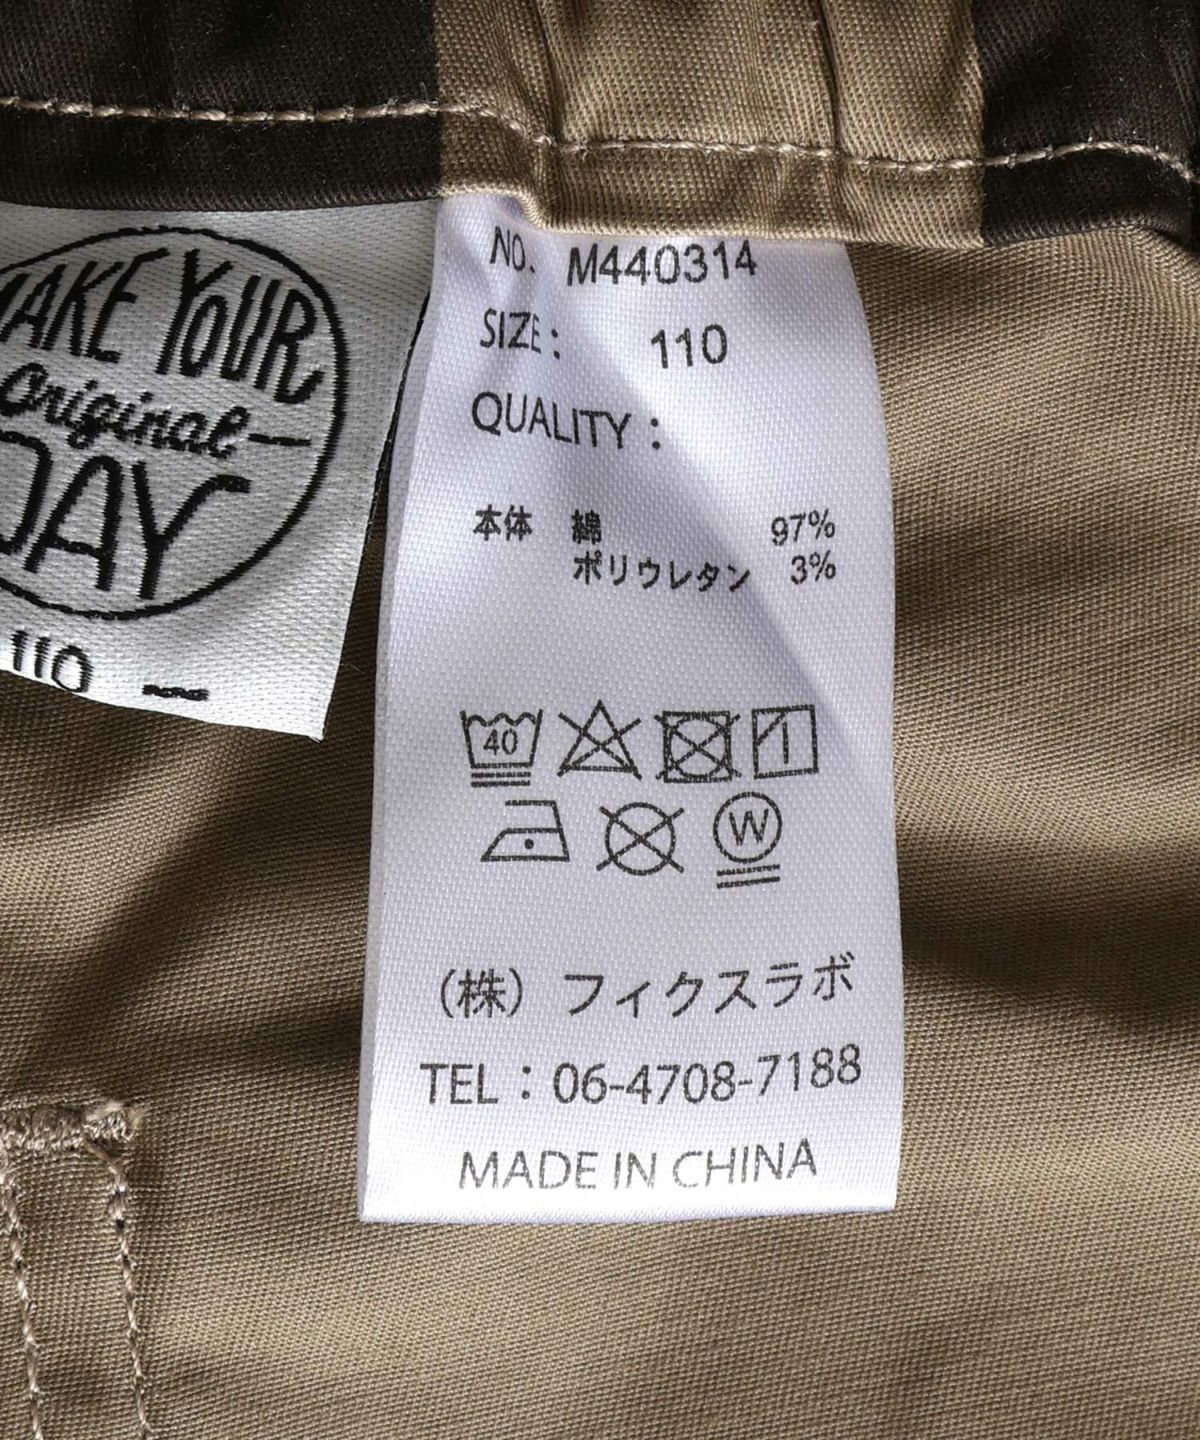 MAKE YOUR
Original
DAY
110
NO. M440314
SIZE: 110
QUALITY:
本体 綿 97%
ポリウレタン 3%
40
W
(株)フィクスラボ
TEL:06-4708-7188
MADE IN CHINA